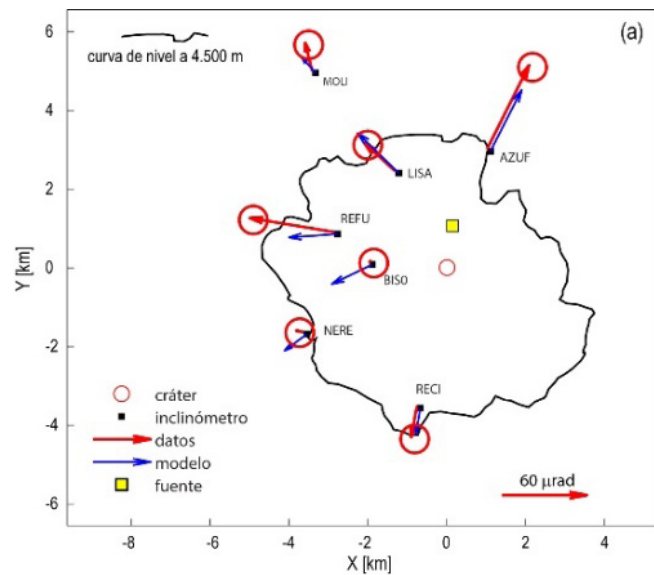 (a)
curva de nivel a 4.500 m
MOLI
AZUF
LISA
REFU
BIS0
NERE
RECI
cráter
inclinómetro
datos
modelo
fuente
60 µrad
6
4
2
0
-2
-4
-6
Y [km]
-8
-6
-4
-2
0
2
4
X [km]